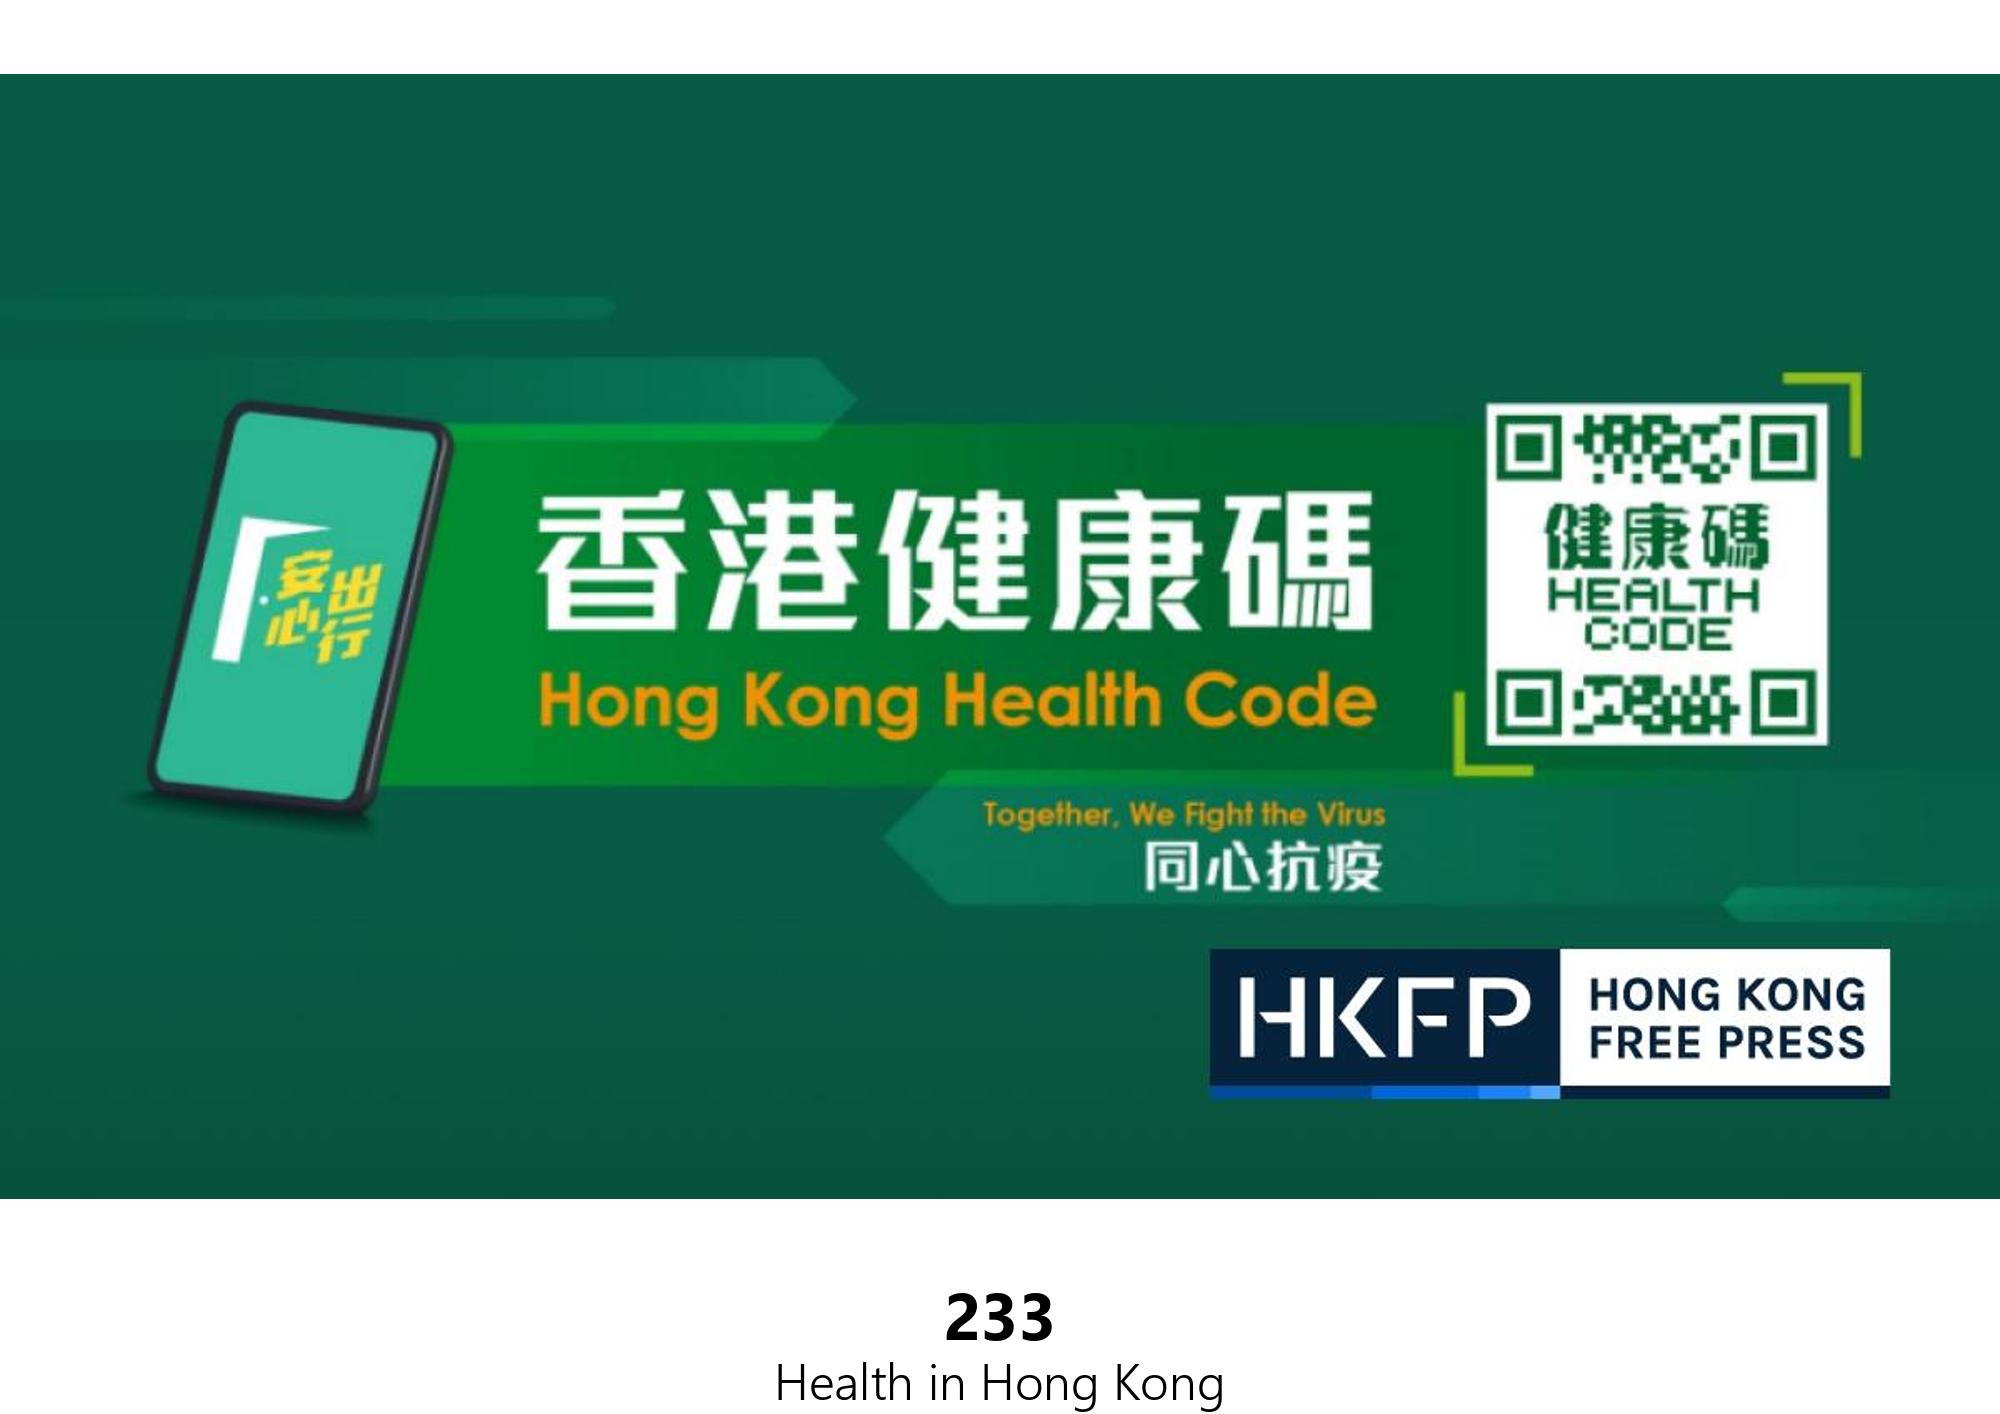 安出
心行
香港健康碼
Hong Kong Health Code
健康碼
HEALTH
CODE
Together, We Fight the Virus
同心抗疫
HKFP
HONG KONG
FREE PRESS
233
Health in Hong Kong